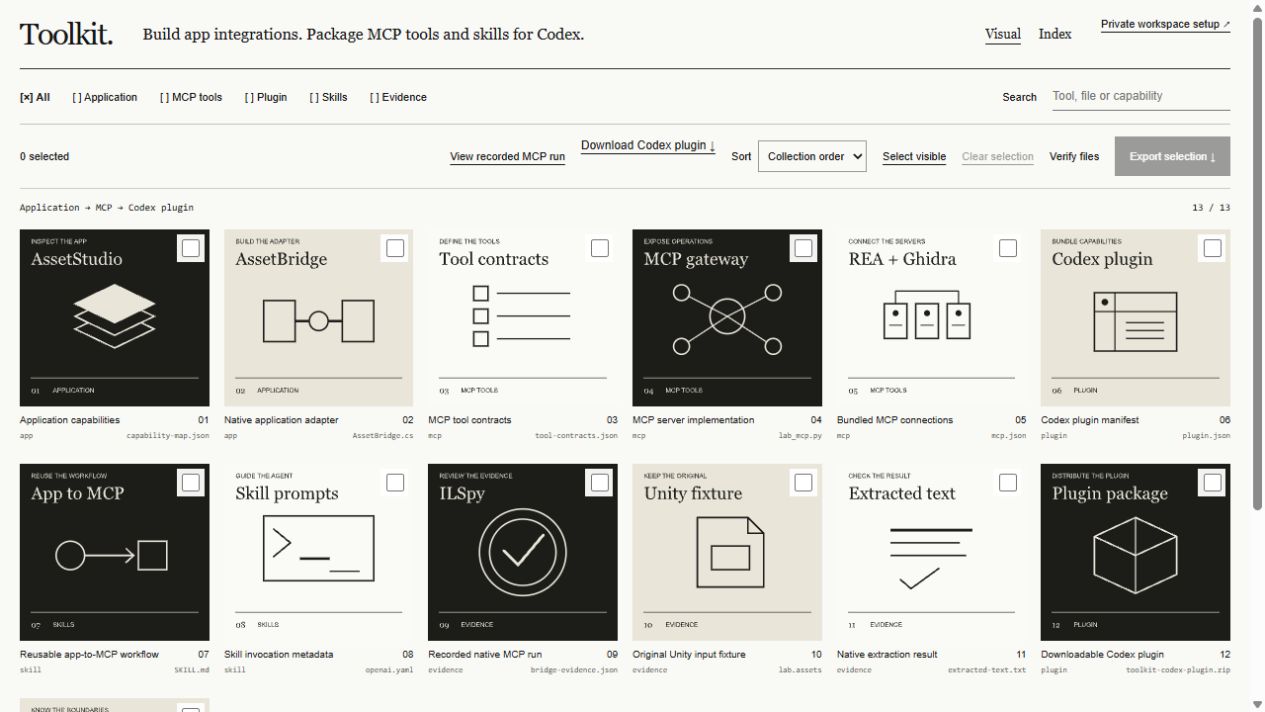 Toolkit.
Build app integrations. Package MCP tools and skills for Codex.
Visual
Index
Private workspace setup ↗
[×] All
[ ] Application
[ ] MCP tools
[ ] Plugin
[ ] Skills
[ ] Evidence
Search
Tool, file or capability
0 selected
View recorded MCP run
Download Codex plugin ↓
Sort
Collection order
Select visible
Clear selection
Verify files
Export selection ↓
Application → MCP → Codex plugin
13 / 13
INSPECT THE APP
AssetStudio
01 APPLICATION
Application capabilities 01
app capability-map.json
BUILD THE ADAPTER
AssetBridge
02 APPLICATION
Native application adapter 02
app AssetBridge.cs
DEFINE THE TOOLS
Tool contracts
03 MCP TOOLS
MCP tool contracts 03
mcp tool-contracts.json
EXPOSE OPERATIONS
MCP gateway
04 MCP TOOLS
MCP server implementation 04
mcp lab_mcp.py
CONNECT THE SERVERS
REA + Ghidra
05 MCP TOOLS
Bundled MCP connections 05
mcp mcp.json
BUNDLE CAPABILITIES
Codex plugin
06 PLUGIN
Codex plugin manifest 06
plugin plugin.json
REUSE THE WORKFLOW
App to MCP
07 SKILLS
Reusable app-to-MCP workflow 07
skill SKILL.md
GUIDE THE AGENT
Skill prompts
08 SKILLS
Skill invocation metadata 08
skill openai.yaml
REVIEW THE EVIDENCE
ILSpy
09 EVIDENCE
Recorded native MCP run 09
evidence bridge-evidence.json
KEEP THE ORIGINAL
Unity fixture
10 EVIDENCE
Original Unity input fixture 10
evidence lab.assets
CHECK THE RESULT
Extracted text
11 EVIDENCE
Native extraction result 11
evidence extracted-text.txt
DISTRIBUTE THE PLUGIN
Plugin package
12 PLUGIN
Downloadable Codex plugin 12
plugin toolkit-codex-plugin.zip
KNOW THE BOUNDARIES